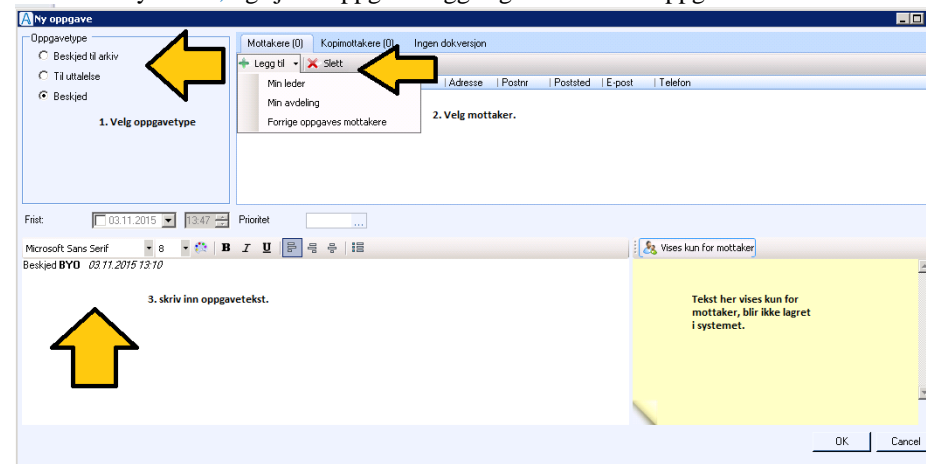 Ny oppgave
Oppgavetype
Beskjed til arkiv
Til uttalelse
Beskjed
1. Velg oppgavetype
Mottakere (0) Kopimottakere (0) Ingen dokversjon
Legg til Slett
Min leder
Min avdeling
Forrige oppgaves mottakere
Adresse Postnr Poststed E-post Telefon
2. Velg mottaker.
Frist: 03.11.2015 13:47 Prioritet ...
Microsoft Sans Serif 8 B I U Vises kun for mottaker
Beskjed BYO 03.11.2015 13:10
3. skriv inn oppgavetekst.
Tekst her vises kun for
mottaker, blir ikke lagret
i systemet.
OK Cancel